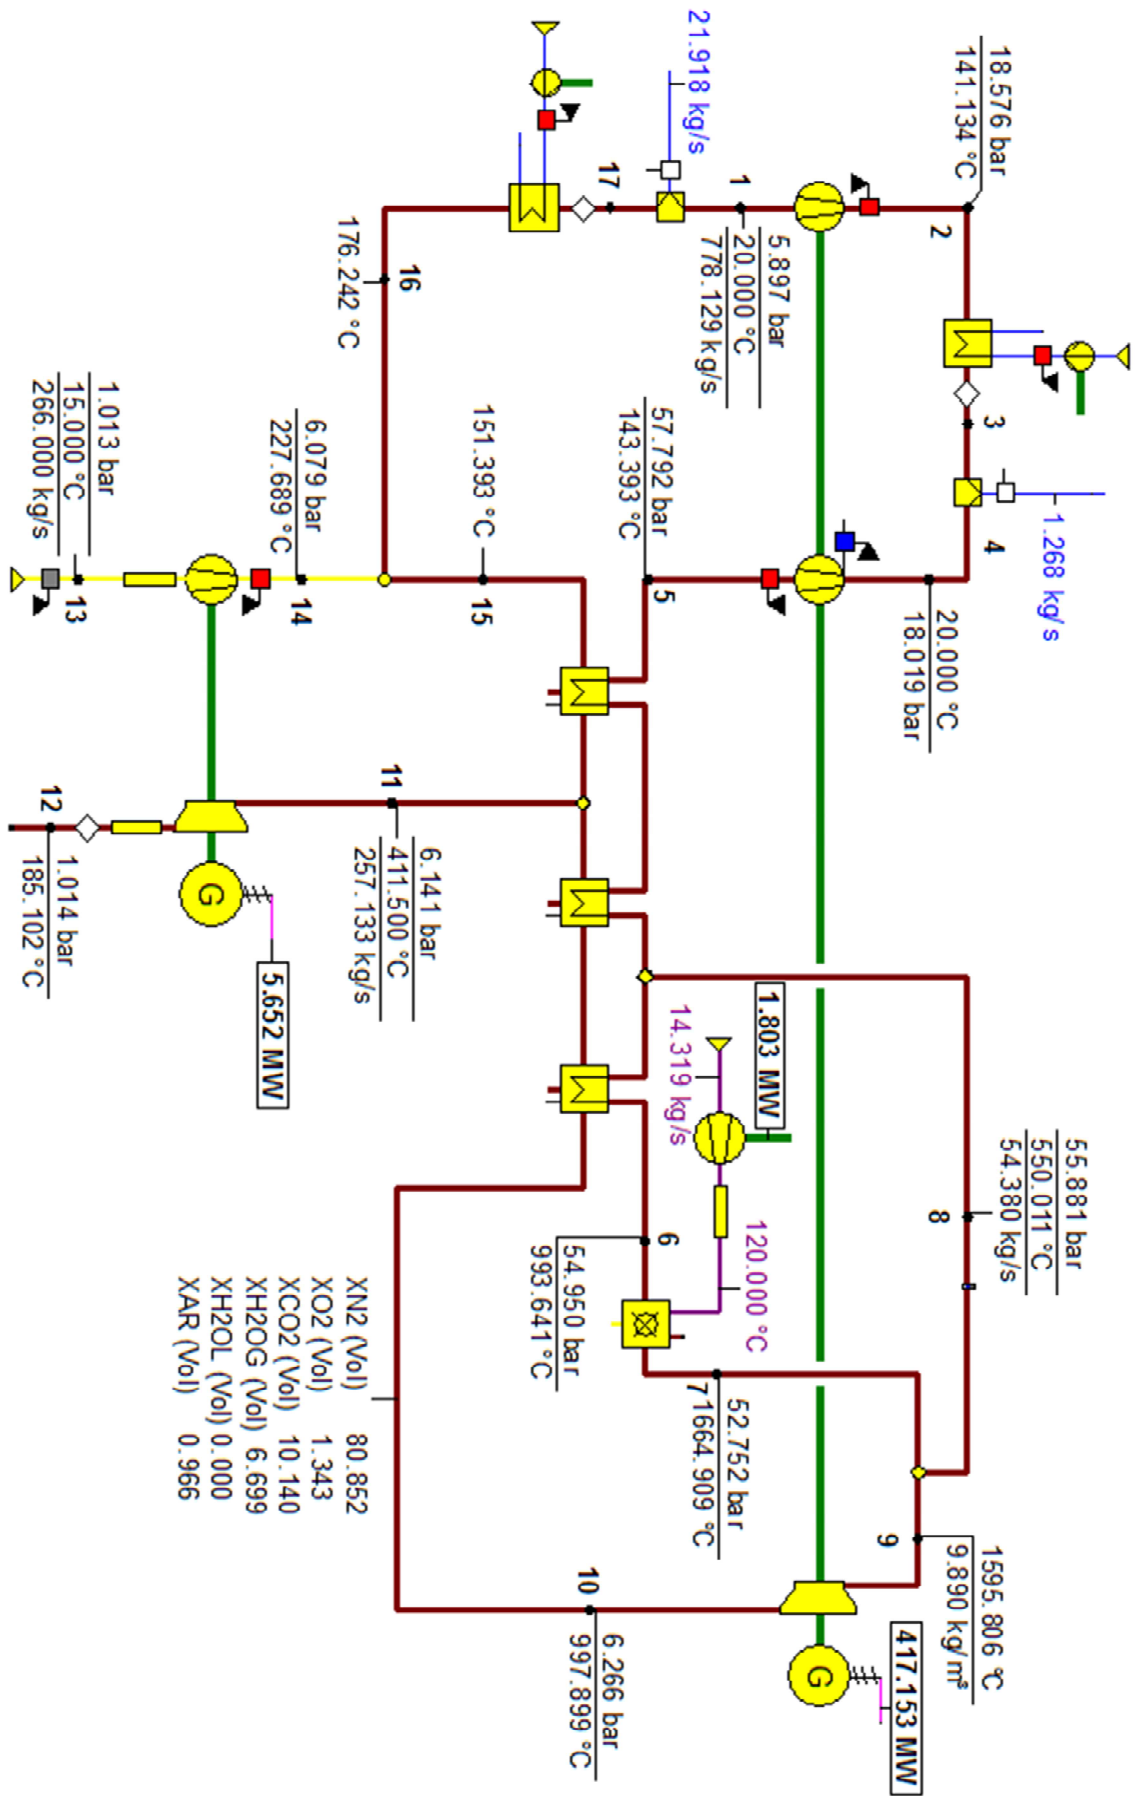 18.576 bar
141.134 °C
2
3
1.268 kg/s
4
20.000 °C
18.019 bar
21.918 kg/s
17
1
5.897 bar
20.000 °C
778.129 kg/s
57.792 bar
143.393 °C
5
16
176.242 °C
151.393 °C
15
6.079 bar
227.689 °C
14
1.013 bar
15.000 °C
266.000 kg/s
13
11
6.141 bar
411.500 °C
257.133 kg/s
12
1.014 bar
185.102 °C
G
5.652 MW
55.881 bar
550.011 °C
54.380 kg/s
8
1.803 MW
14.319 kg/s
120.000 °C
6
54.950 bar
993.641 °C
7
52.752 bar
1664.909 °C
9
1595.806 °C
9.890 kg/m³
G
417.153 MW
10
6.266 bar
997.899 °C
XN2 (Vol) 80.852
XO2 (Vol) 1.343
XCO2 (Vol) 10.140
XH2OG (Vol) 6.699
XH2OL (Vol) 0.000
XAR (Vol) 0.966